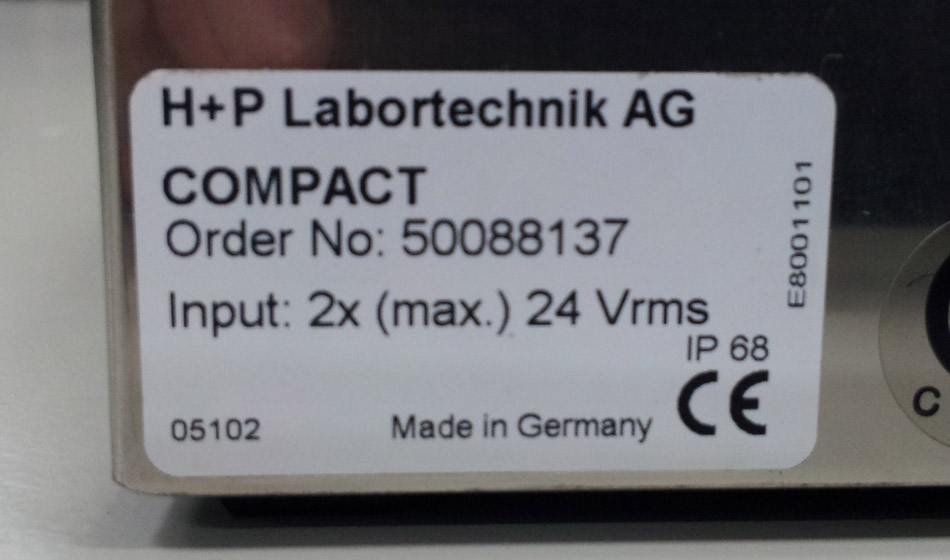 H+P Labortechnik AG
COMPACT
Order No: 50088137
Input: 2x (max.) 24 Vrms
IP 68
CE
05102
Made in Germany
E8001101
C